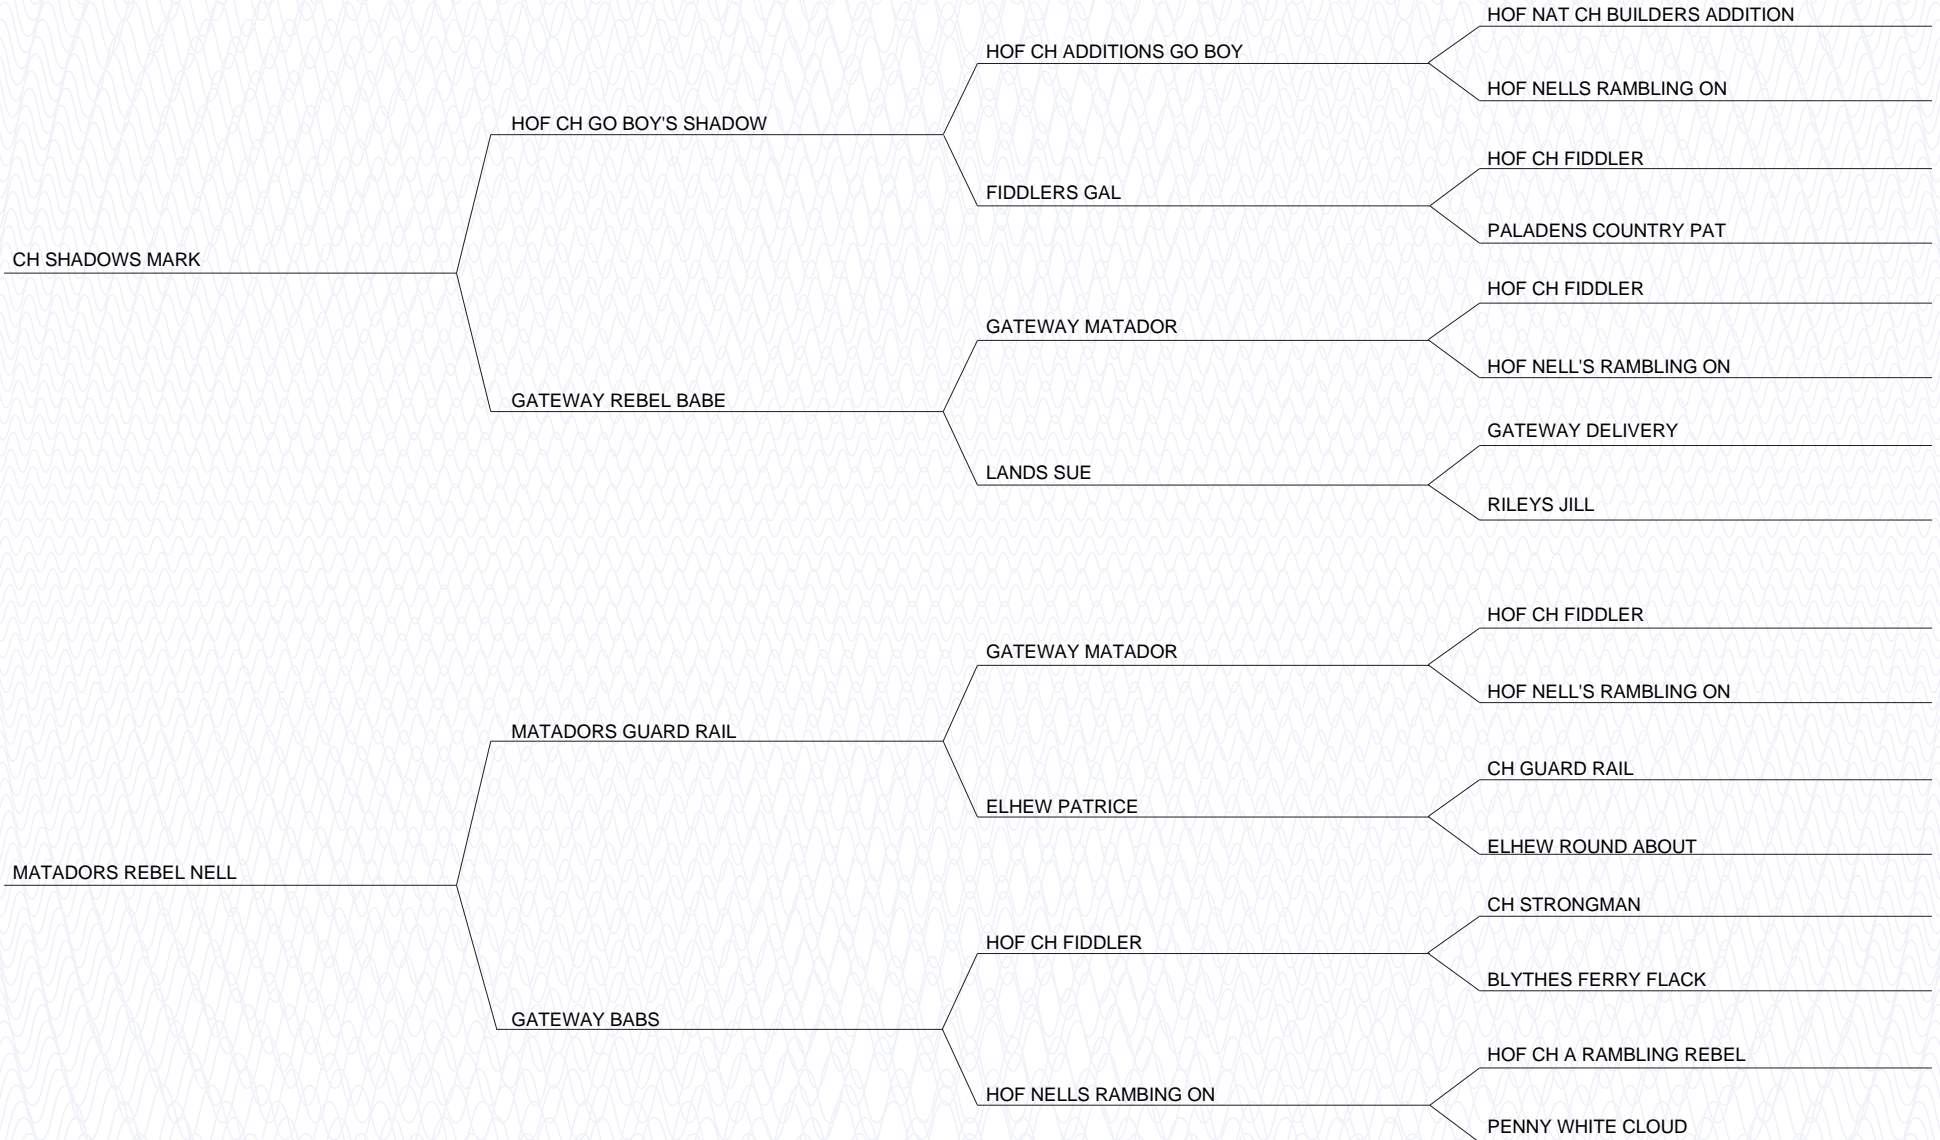 HOF NAT CH BUILDERS ADDITION
HOF CH ADDITIONS GO BOY
HOF NELLS RAMBLING ON
HOF CH GO BOY'S SHADOW
HOF CH FIDDLER
FIDDLERS GAL
PALADENS COUNTRY PAT
CH SHADOWS MARK
HOF CH FIDDLER
GATEWAY MATADOR
HOF NELL'S RAMBLING ON
GATEWAY REBEL BABE
GATEWAY DELIVERY
LANDS SUE
RILEYS JILL
HOF CH FIDDLER
GATEWAY MATADOR
HOF NELL'S RAMBLING ON
MATADORS GUARD RAIL
CH GUARD RAIL
ELHEW PATRICE
ELHEW ROUND ABOUT
MATADORS REBEL NELL
CH STRONGMAN
HOF CH FIDDLER
BLYTHES FERRY FLACK
GATEWAY BABS
HOF CH A RAMBLING REBEL
HOF NELLS RAMBING ON
PENNY WHITE CLOUD